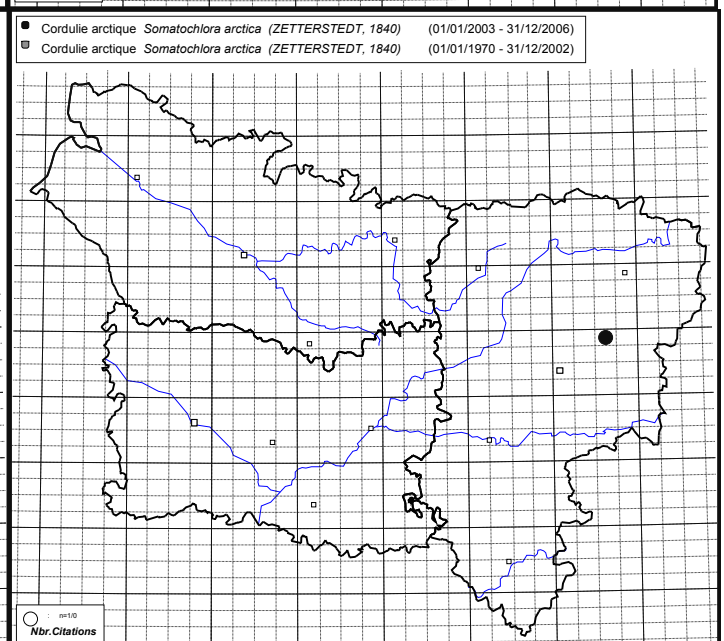 Cordulie arctique Somatochlora arctica (ZETTERSTEDT, 1840) (01/01/2003 - 31/12/2006)
Cordulie arctique Somatochlora arctica (ZETTERSTEDT, 1840) (01/01/1970 - 31/12/2002)
: n=1/0
Nbr.Citations